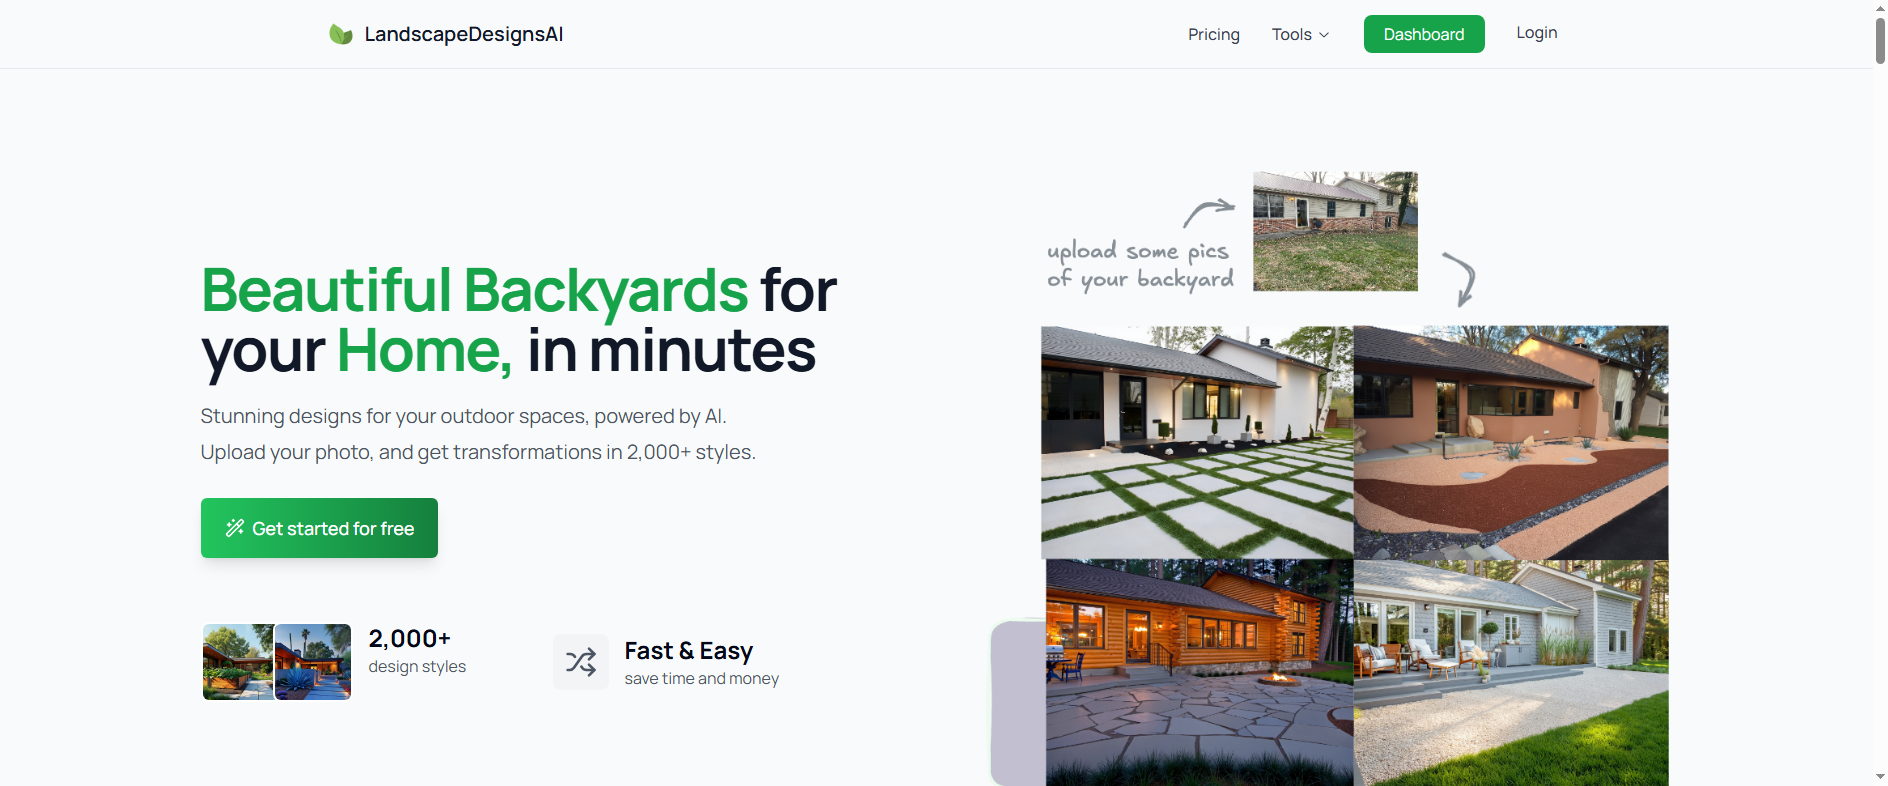 LandscapeDesignsAI
Pricing
Tools
Dashboard
Login
upload some pics
of your backyard
Beautiful Backyards for
your Home, in minutes
Stunning designs for your outdoor spaces, powered by AI.
Upload your photo, and get transformations in 2,000+ styles.
Get started for free
2,000+
design styles
Fast & Easy
save time and money